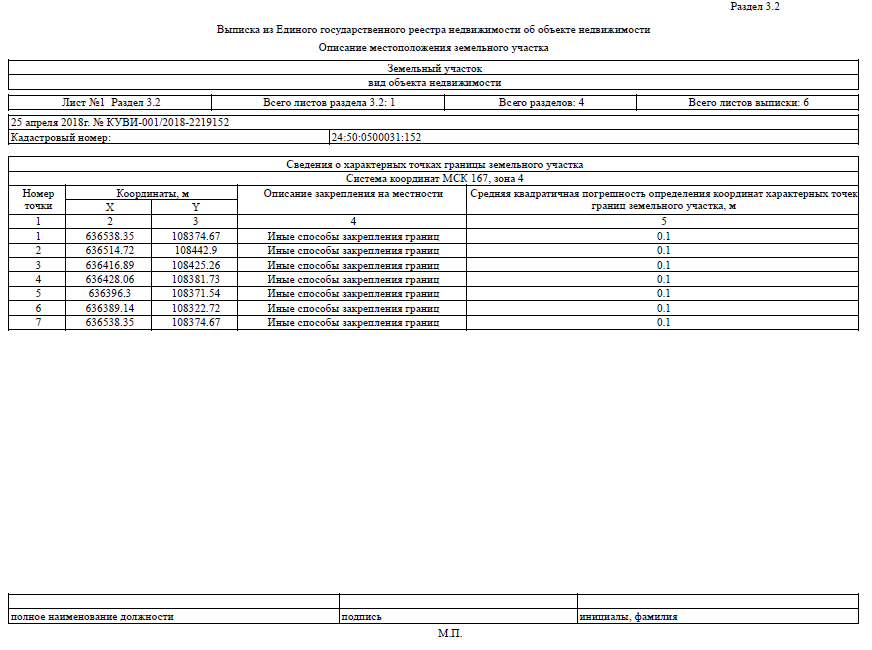 Раздел 3.2
Выписка из Единого государственного реестра недвижимости об объекте недвижимости
Описание местоположения земельного участка
Земельный участок
вид объекта недвижимости
Лист №1 Раздел 3.2 Всего листов раздела 3.2: 1 Всего разделов: 4 Всего листов выписки: 6
25 апреля 2018г. № КУВИ-001/2018-2219152
Кадастровый номер: 24:50:0500031:152
Сведения о характерных точках границы земельного участка
Система координат МСК 167, зона 4
Номер точки Координаты, м Описание закрепления на местности Средняя квадратичная погрешность определения координат характерных точек границ земельного участка, м
X Y
1 2 3 4 5
1 636538.35 108374.67 Иные способы закрепления границ 0.1
2 636514.72 108442.9 Иные способы закрепления границ 0.1
3 636416.89 108425.26 Иные способы закрепления границ 0.1
4 636428.06 108381.73 Иные способы закрепления границ 0.1
5 636396.3 108371.54 Иные способы закрепления границ 0.1
6 636389.14 108322.72 Иные способы закрепления границ 0.1
7 636538.35 108374.67 Иные способы закрепления границ 0.1
полное наименование должности подпись инициалы, фамилия
М.П.